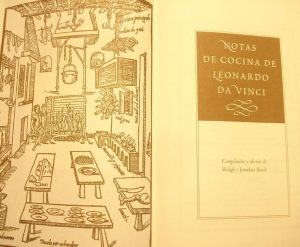 NOTAS
DE COCINA DE
LEONARDO
DA VINCI
Compilación y edición de
Shelagh y Jonathan Routh